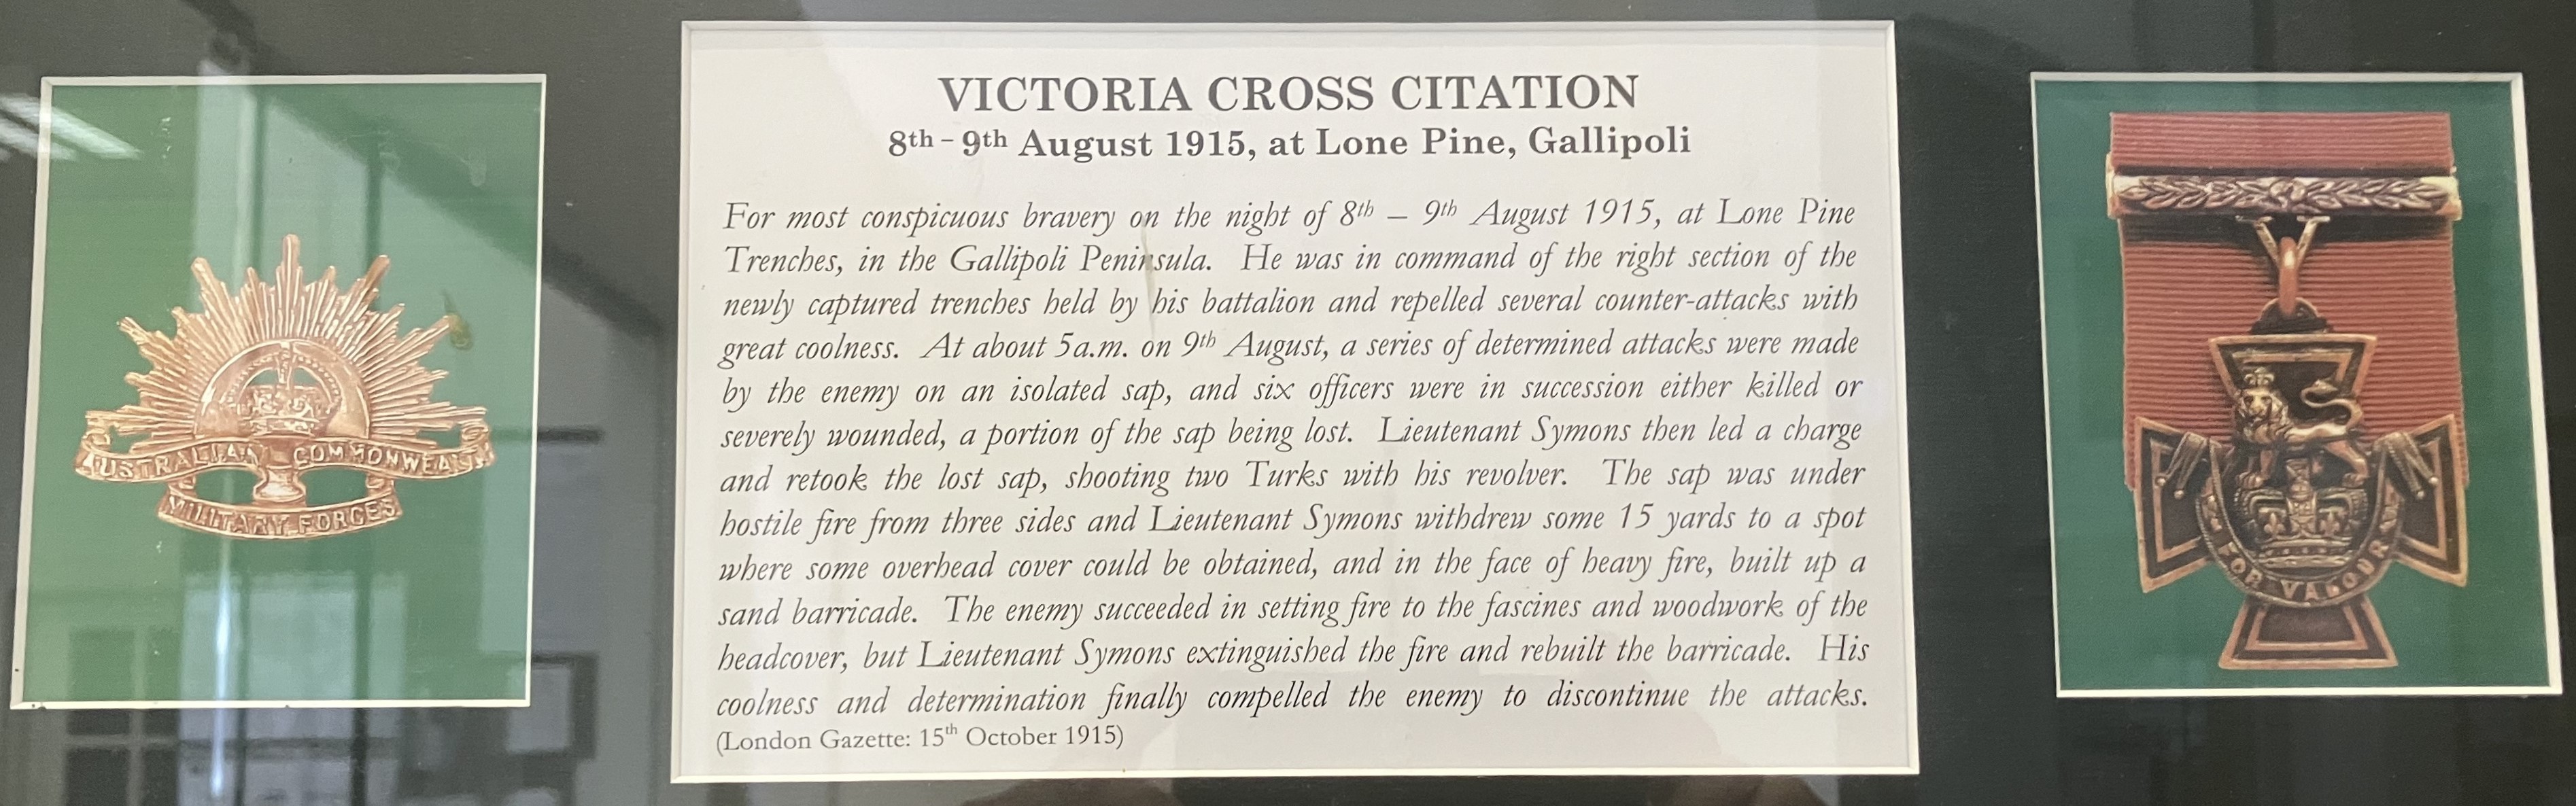 VICTORIA CROSS CITATION
8th – 9th August 1915, at Lone Pine, Gallipoli
For most conspicuous bravery on the night of 8th – 9th August 1915, at Lone Pine
Trenches, in the Gallipoli Peninsula. He was in command of the right section of the
newly captured trenches held by his battalion and repelled several counter-attacks with
great coolness. At about 5a.m. on 9th August, a series of determined attacks were made
by the enemy on an isolated sap, and six officers were in succession either killed or
severely wounded, a portion of the sap being lost. Lieutenant Symons then led a charge
and retook the lost sap, shooting two Turks with his revolver. The sap was under
hostile fire from three sides and Lieutenant Symons withdrew some 15 yards to a spot
where some overhead cover could be obtained, and in the face of heavy fire, built up a
sand barricade. The enemy succeeded in setting fire to the fascines and woodwork of the
headcover, but Lieutenant Symons extinguished the fire and rebuilt the barricade. His
coolness and determination finally compelled the enemy to discontinue the attacks.
(London Gazette: 15th October 1915)
AUSTRALIAN COMMONWEALTH
MILITARY FORCES
FOR VALOUR